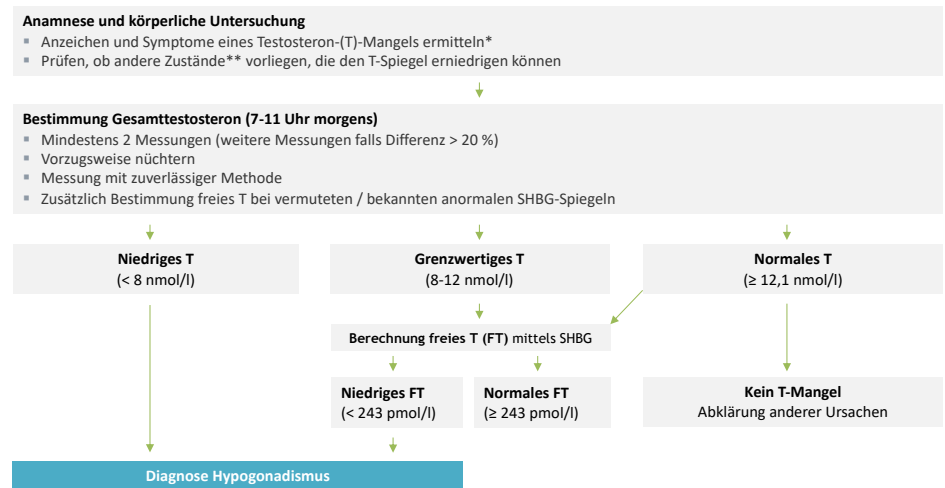 Anamnese und körperliche Untersuchung
▪ Anzeichen und Symptome eines Testosteron-(T)-Mangels ermitteln*
▪ Prüfen, ob andere Zustände** vorliegen, die den T-Spiegel erniedrigen können
Bestimmung Gesamttestosteron (7-11 Uhr morgens)
▪ Mindestens 2 Messungen (weitere Messungen falls Differenz > 20 %)
▪ Vorzugsweise nüchtern
▪ Messung mit zuverlässiger Methode
▪ Zusätzlich Bestimmung freies T bei vermuteten / bekannten anormalen SHBG-Spiegeln
Niedriges T
(< 8 nmol/l)
Grenzwertiges T
(8-12 nmol/l)
Normales T
(≥ 12,1 nmol/l)
Berechnung freies T (FT) mittels SHBG
Niedriges FT
(< 243 pmol/l)
Normales FT
(≥ 243 pmol/l)
Kein T-Mangel
Abklärung anderer Ursachen
Diagnose Hypogonadismus